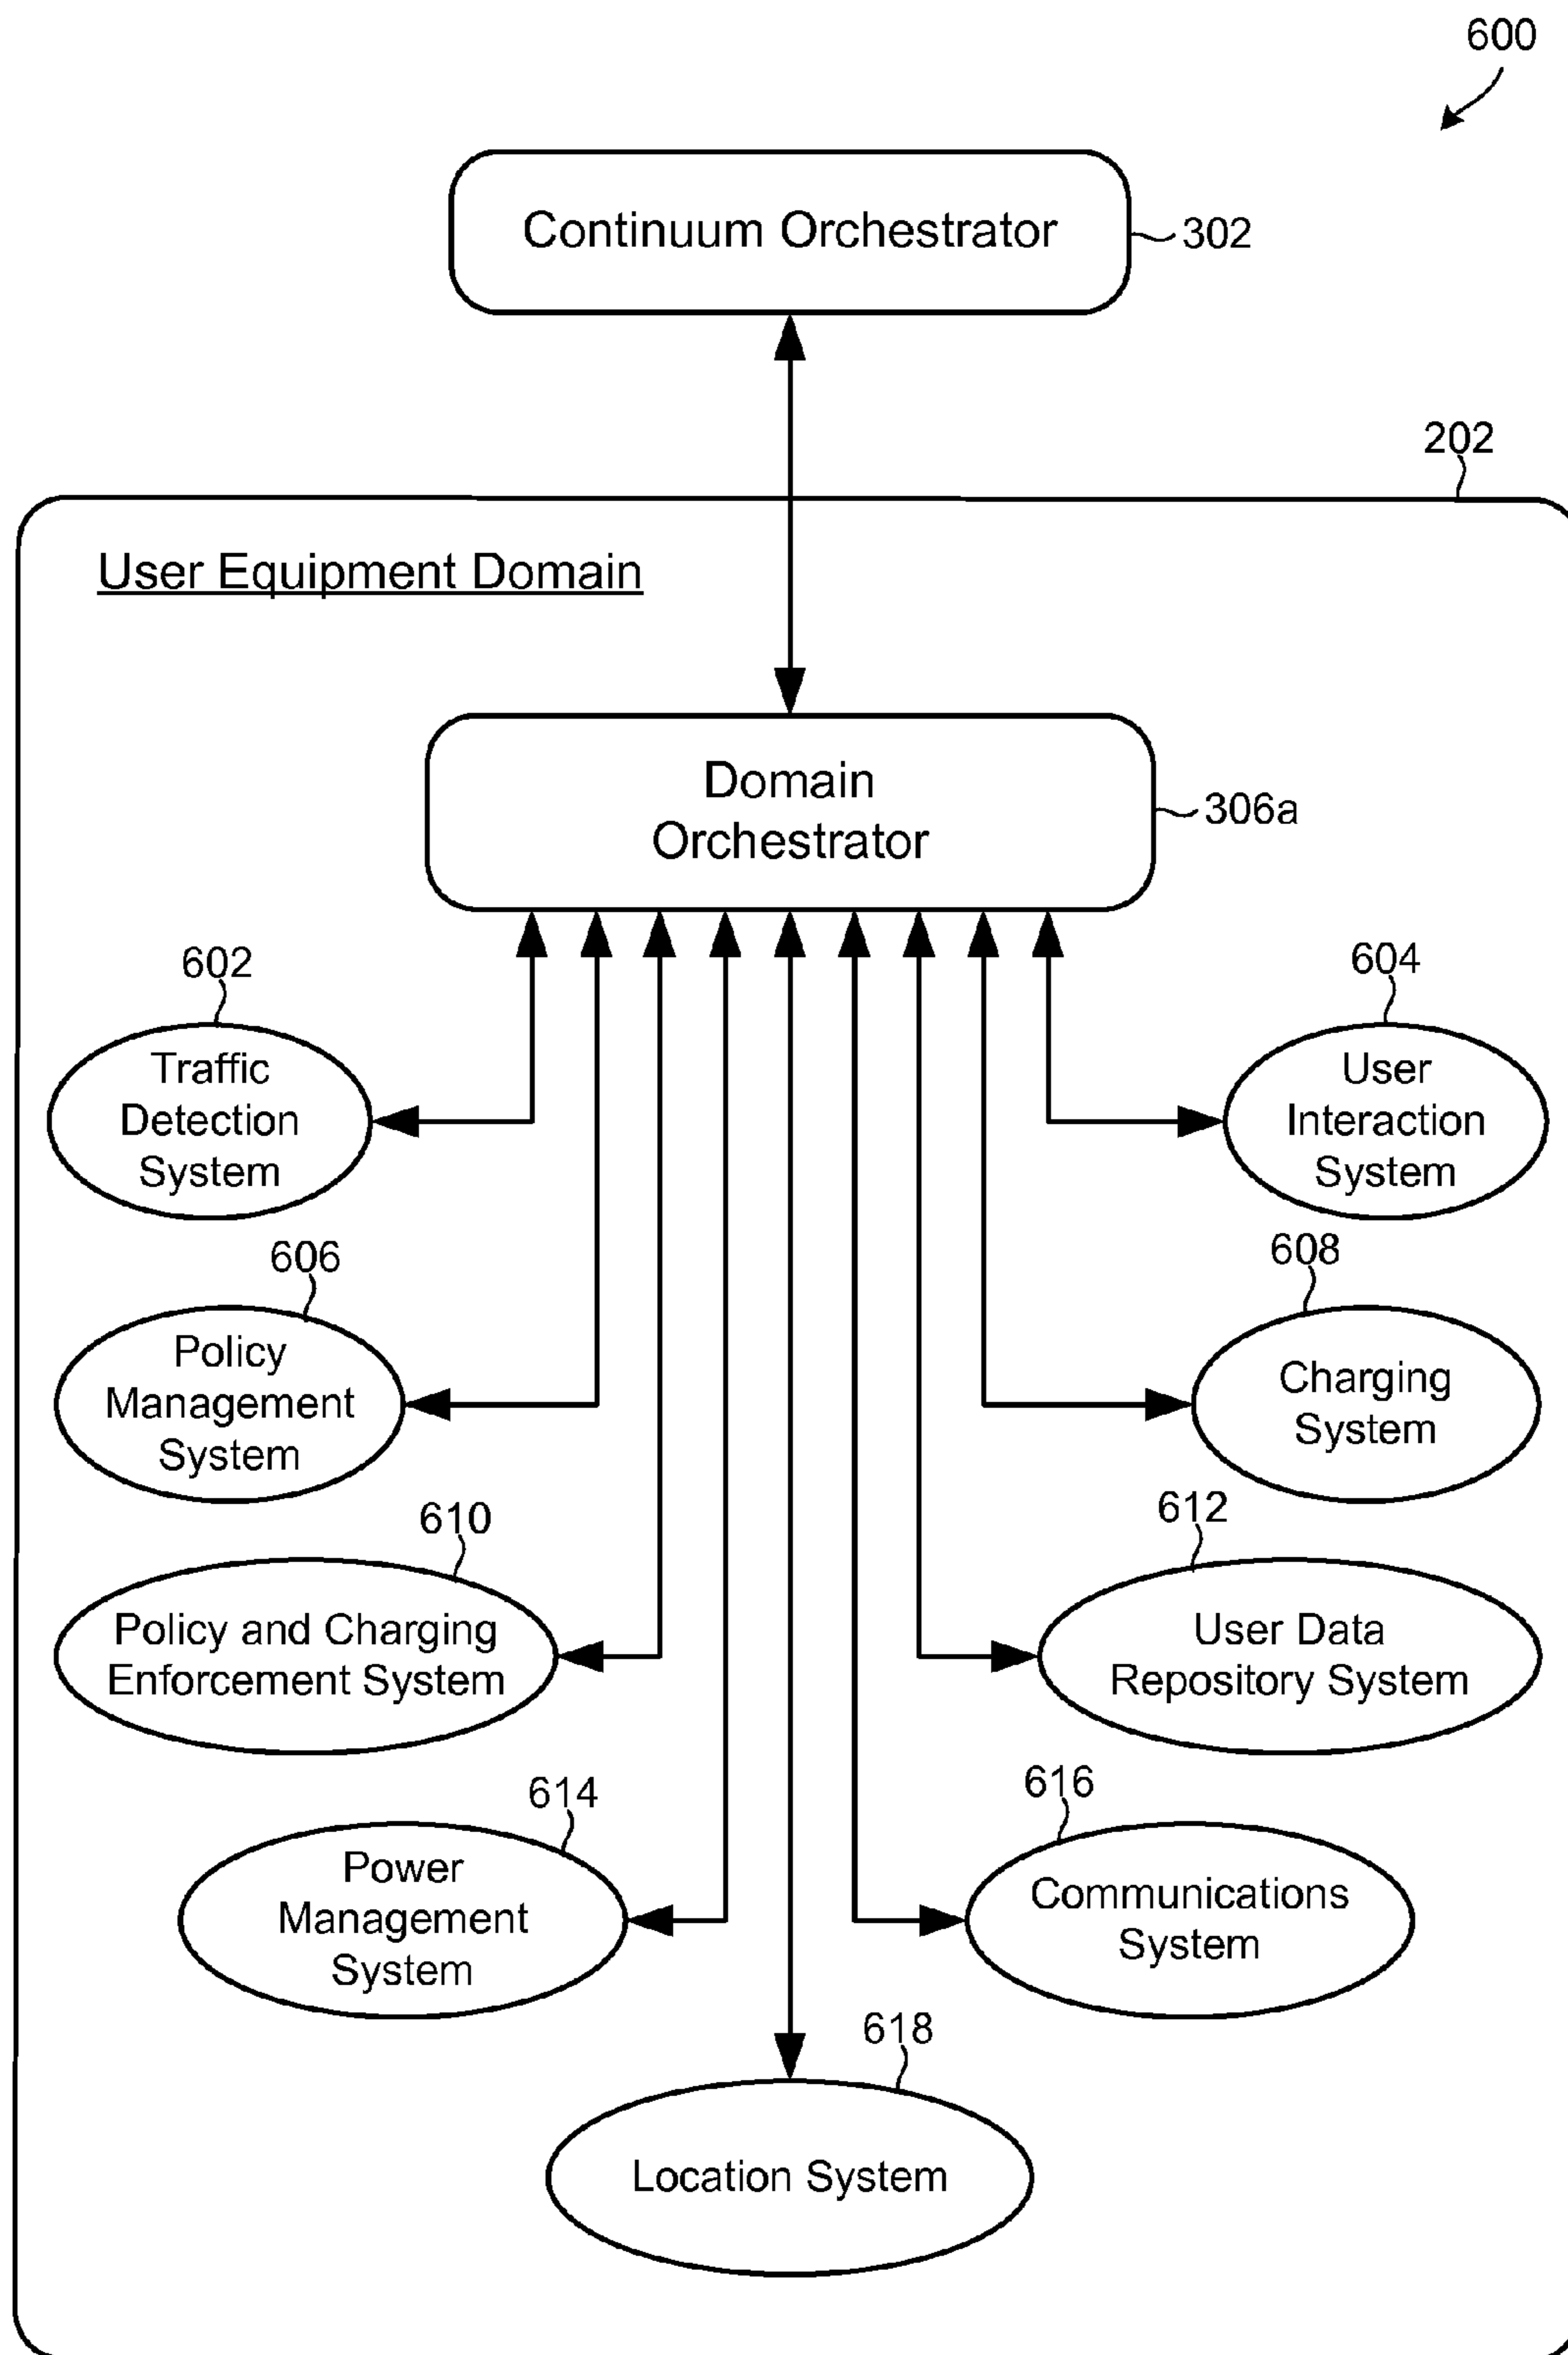 600
Continuum Orchestrator
302
202
User Equipment Domain
Domain
Orchestrator
306a
602
Traffic
Detection
System
604
User
Interaction
System
606
Policy
Management
System
608
Charging
System
610
Policy and Charging
Enforcement System
612
User Data
Repository System
614
Power
Management
System
616
Communications
System
618
Location System